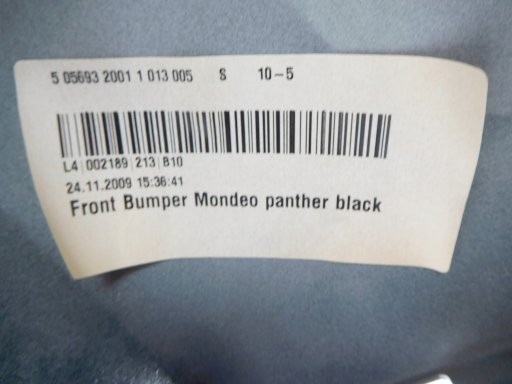 5 05693 2001 1 013 005 S 10-5
L4 002189 213 B10
24.11.2009 15:36:41
Front Bumper Mondeo panther black